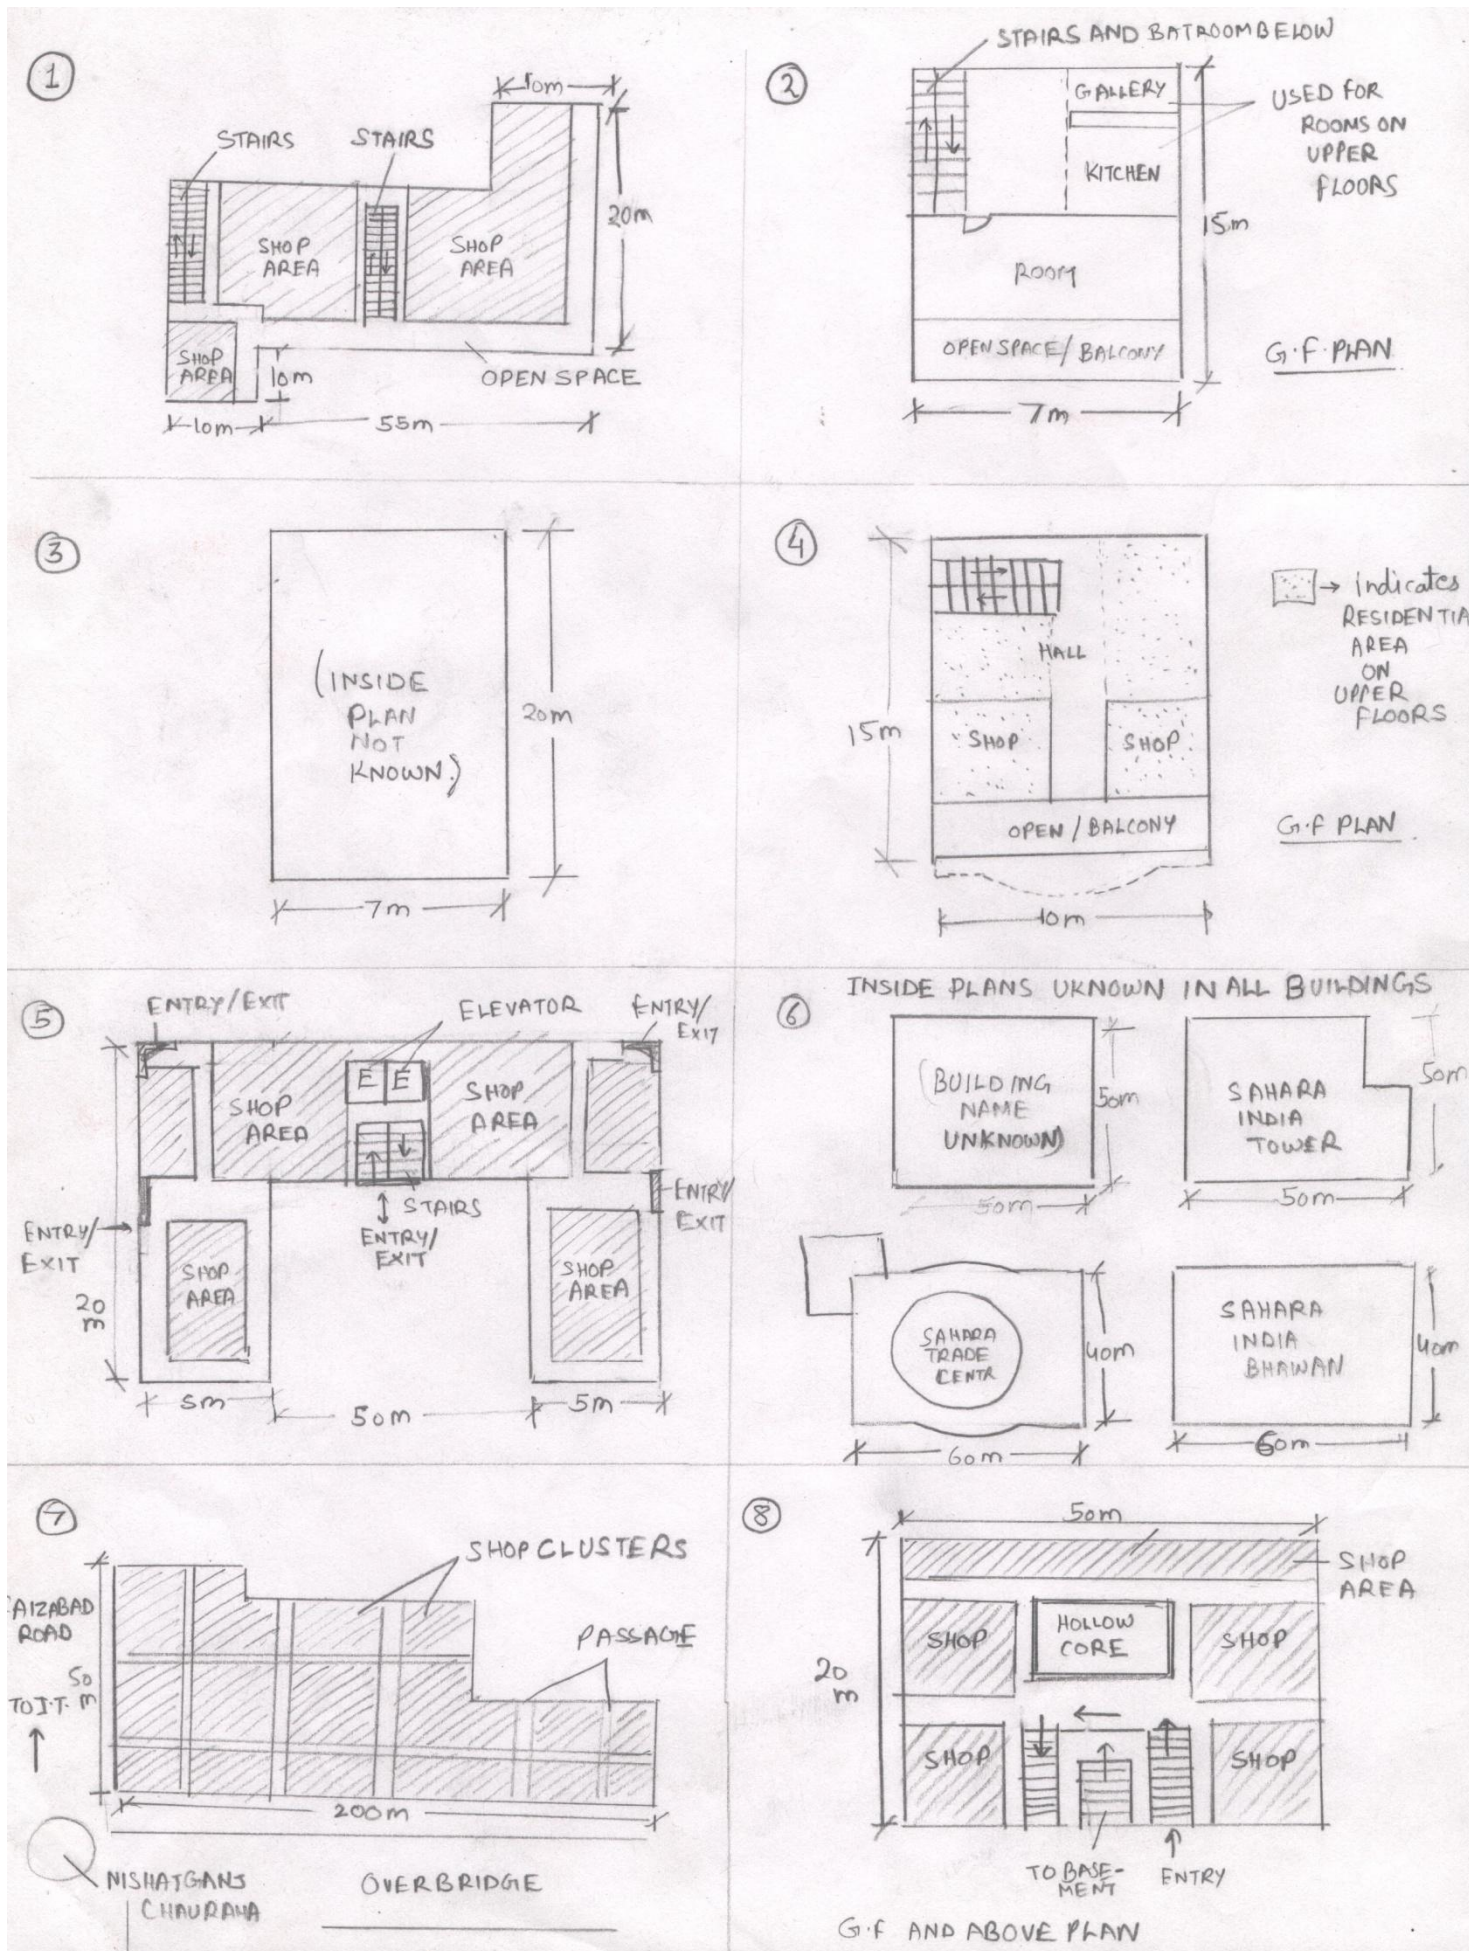 1
10m
STAIRS
STAIRS
20m
SHOP
AREA
SHOP
AREA
SHOP
AREA
10m
OPEN SPACE
10m
55m
2
STAIRS AND BATROOM BELOW
GALLERY
KITCHEN
USED FOR
ROOMS ON
UPPER
FLOORS
15m
ROOM
OPEN SPACE / BALCONY
G.F. PLAN
7m
3
(INSIDE
PLAN
NOT
KNOWN.)
20m
7m
4
→ indicates
RESIDENTIA
AREA
ON
UPPER
FLOORS.
HALL
15m
SHOP
SHOP
OPEN / BALCONY
G.F PLAN.
10m
5
ENTRY/EXIT
ELEVATOR
ENTRY/
EXIT
E E
SHOP
AREA
SHOP
AREA
STAIRS
ENTRY/
EXIT
ENTRY/
EXIT
ENTRY/
EXIT
SHOP
AREA
SHOP
AREA
20
m
5m
50m
5m
6
INSIDE PLANS UKNOWN IN ALL BUILDINGS
(BUILDING
NAME
UNKNOWN)
50m
50m
SAHARA
INDIA
TOWER
50m
50m
SAHARA
TRADE
CENTR
40m
60m
SAHARA
INDIA
BHAWAN
40m
60m
7
SHOP CLUSTERS
AIZABAD
ROAD
PASSAGE
50
m
TO I.T.
200m
NISHATGANJ
CHAURAHA
OVERBRIDGE
8
50m
SHOP
AREA
SHOP
HOLLOW
CORE
SHOP
20
m
SHOP
SHOP
TO BASE-
MENT
ENTRY
G.F AND ABOVE PLAN